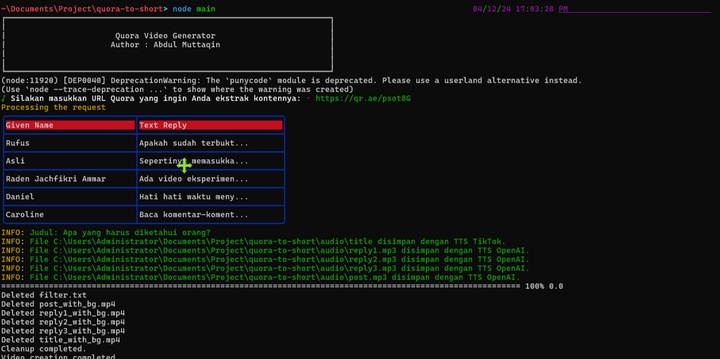 ~\Documents\Project\quora-to-short> node main 04/12/24 17:03:28 PM
Quora Video Generator
Author : Abdul Muttaqin
(node:11920) [DEP0040] DeprecationWarning: The `punycode` module is deprecated. Please use a userland alternative instead.
(Use `node --trace-deprecation ...` to show where the warning was created)
√ Silakan masukkan URL Quora yang ingin Anda ekstrak kontennya: · https://qr.ae/psot8G
Processing the request
Given Name Text Reply
Rufus Apakah sudah terbukt...
Asli memasukka...
Raden Jachfikri Ammar Ada video eksperimen...
Daniel Hati hati waktu meny...
Caroline Baca komentar-koment...
INFO: Judul: Apa yang harus diketahui orang?
INFO: File C:\Users\Administrator\Documents\Project\quora-to-short\audio\title disimpan dengan TTS TikTok.
INFO: File C:\Users\Administrator\Documents\Project\quora-to-short\audio\reply1.mp3 disimpan dengan TTS OpenAI.
INFO: File C:\Users\Administrator\Documents\Project\quora-to-short\audio\reply2.mp3 disimpan dengan TTS OpenAI.
INFO: File C:\Users\Administrator\Documents\Project\quora-to-short\audio\reply3.mp3 disimpan dengan TTS OpenAI.
INFO: File C:\Users\Administrator\Documents\Project\quora-to-short\audio\post.mp3 disimpan dengan TTS OpenAI.
100% 0.0
Deleted filter.txt
Deleted post_with_bg.mp4
Deleted reply1_with_bg.mp4
Deleted reply2_with_bg.mp4
Deleted reply3_with_bg.mp4
Deleted title_with_bg.mp4
Cleanup completed.
Video creation completed